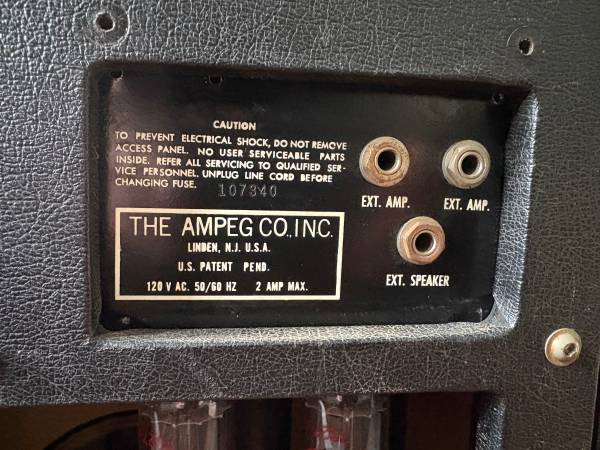 CAUTION
TO PREVENT ELECTRICAL SHOCK, DO NOT REMOVE
ACCESS PANEL. NO USER SERVICEABLE PARTS
INSIDE. REFER ALL SERVICING TO QUALIFIED SER-
VICE PERSONNEL. UNPLUG LINE CORD BEFORE
CHANGING FUSE.
107340
THE AMPEG CO., INC.
LINDEN, N.J. U.S.A.
U.S. PATENT PEND.
120 V AC. 50/60 HZ 2 AMP MAX.
EXT. AMP.
EXT. AMP.
EXT. SPEAKER